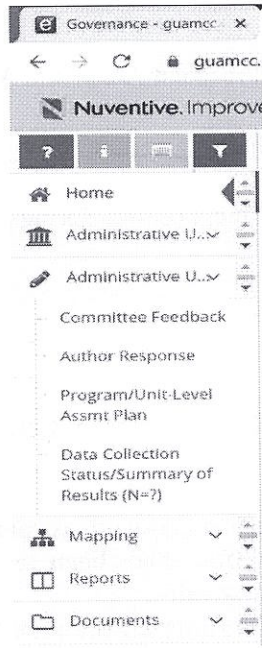 Governance - guamcc
guamcc.
Nuventive. Improve
?
i
Home
Administrative U...
Administrative U...
Committee Feedback
Author Response
Program/Unit-Level
Assmt Plan
Data Collection
Status/Summary of
Results (N=?)
Mapping
Reports
Documents